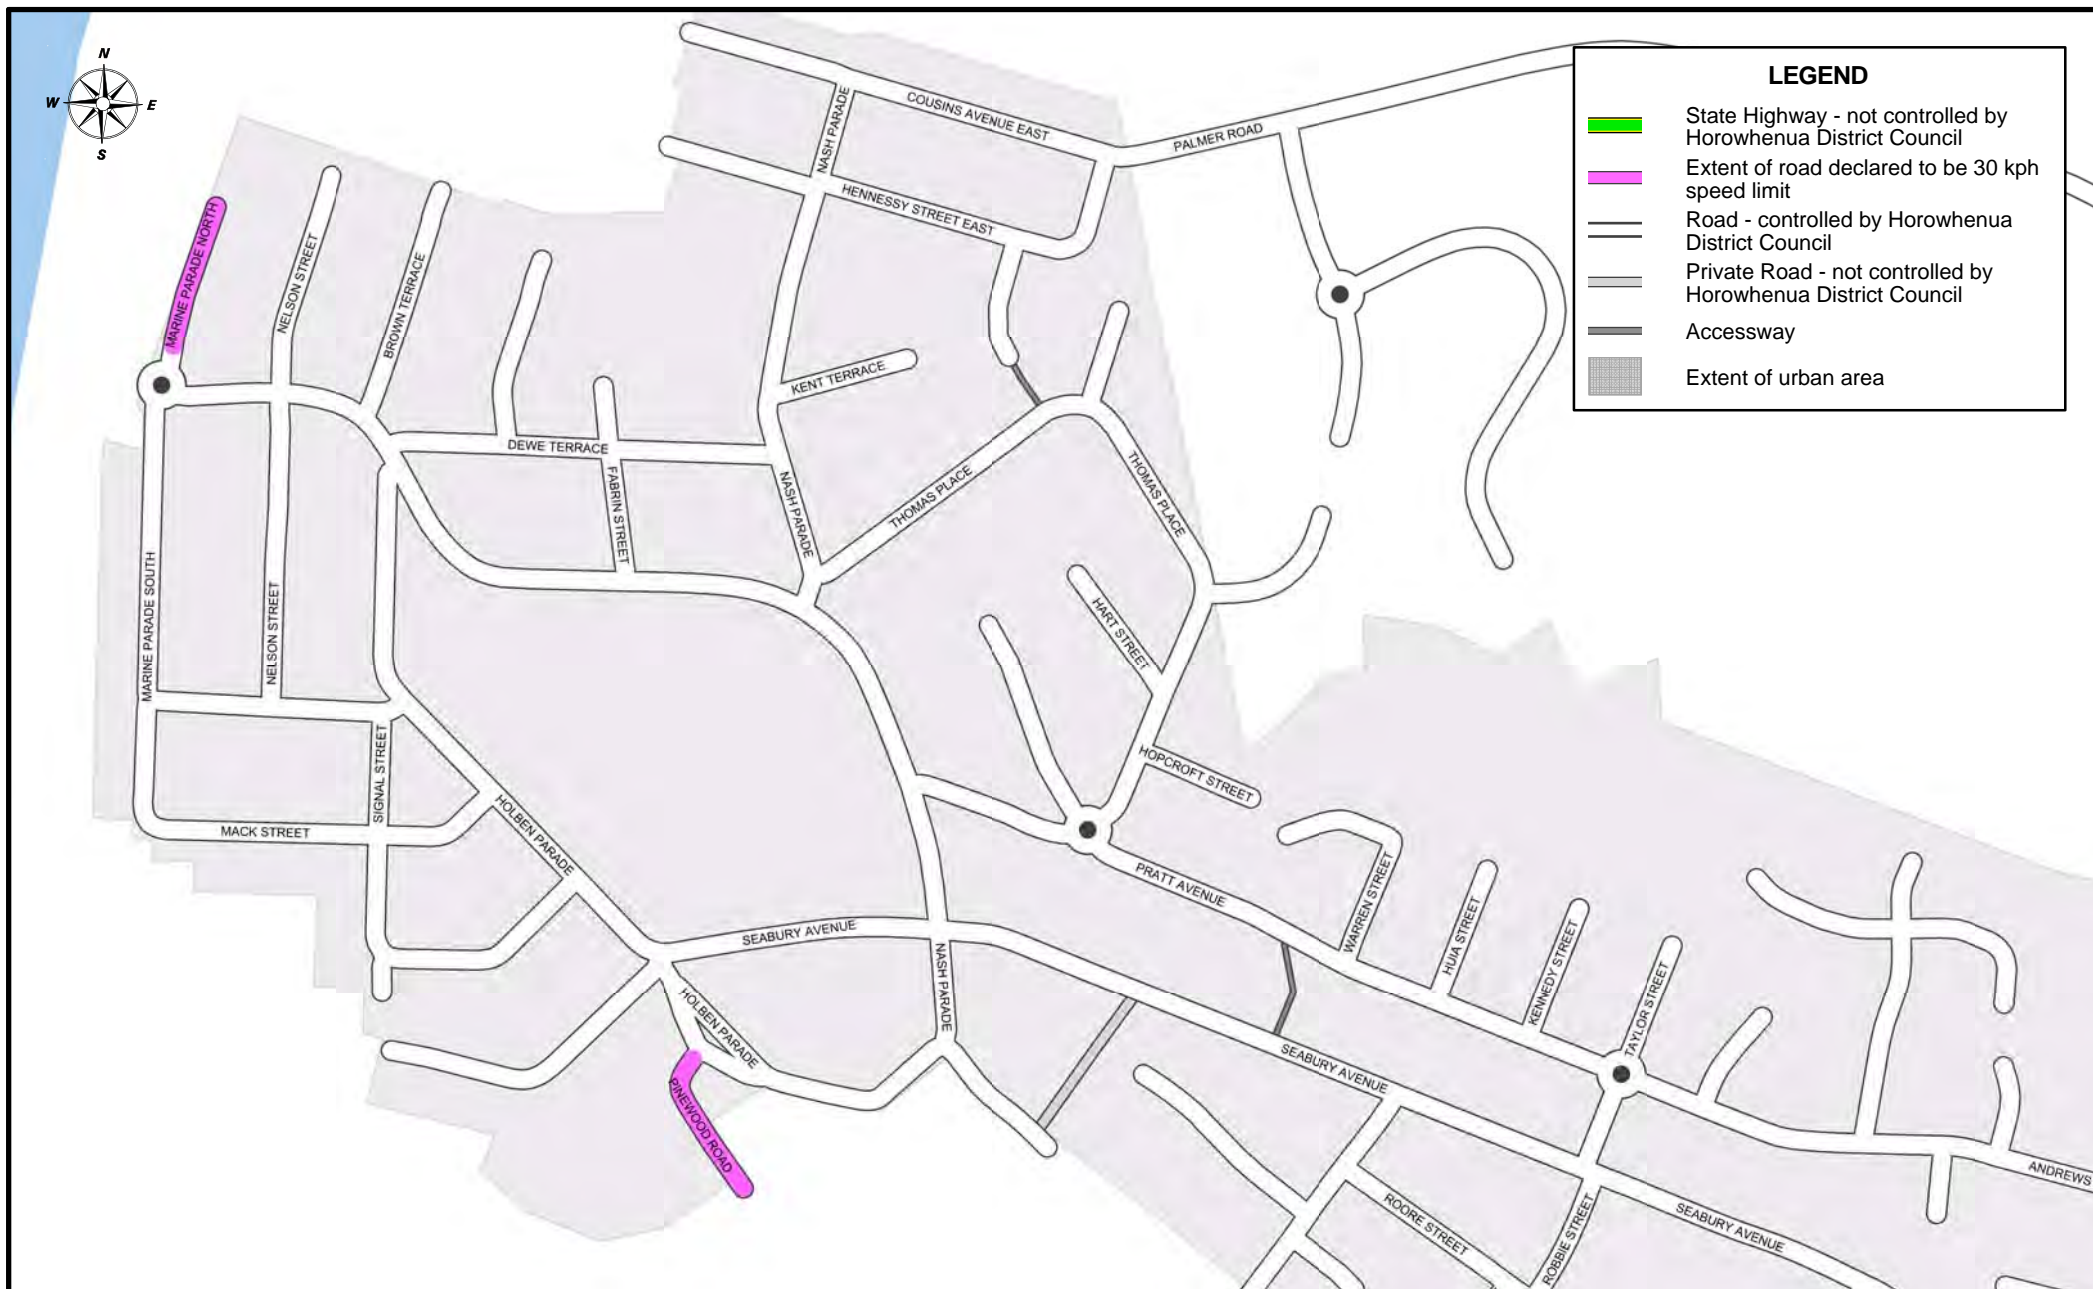 N
W
E
S
LEGEND
State Highway - not controlled by
Horowhenua District Council
Extent of road declared to be 30 kph
speed limit
Road - controlled by Horowhenua
District Council
Private Road - not controlled by
Horowhenua District Council
Accessway
Extent of urban area
COUSINS AVENUE EAST
NASH PARADE
PALMER ROAD
HENNESSY STREET EAST
MARINE PARADE NORTH
NELSON STREET
BROWN TERRACE
KENT TERRACE
DEWE TERRACE
FABRIN STREET
NASH PARADE
THOMAS PLACE
THOMAS PLACE
MARINE PARADE SOUTH
NELSON STREET
HART STREET
SIGNAL STREET
HOPCROFT STREET
MACK STREET
HOLBEN PARADE
PRATT AVENUE
WARREN STREET
HUIA STREET
KENNEDY STREET
TAYLOR STREET
SEABURY AVENUE
NASH PARADE
HOLBEN PARADE
PINEWOOD ROAD
SEABURY AVENUE
ANDREWS
ROORE STREET
ROBBIE STREET
SEABURY AVENUE